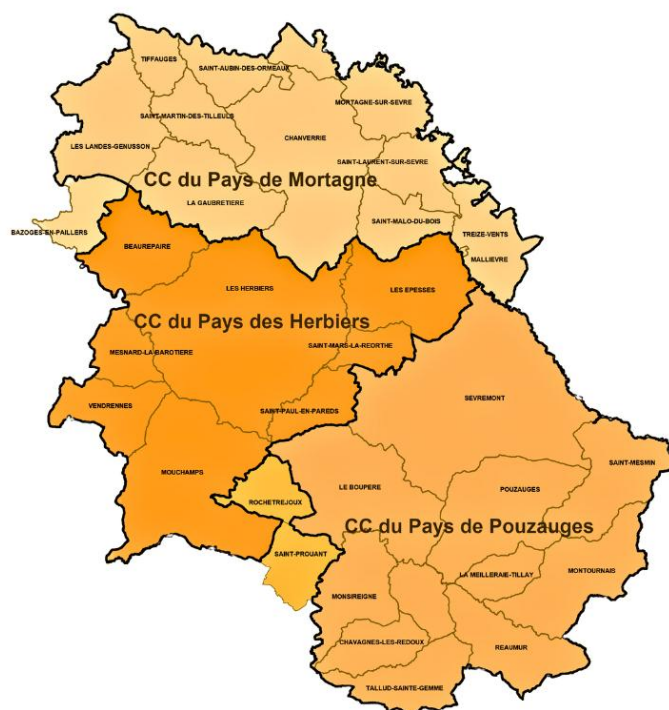 TIFFAUGES
SAINT-AUBIN-DES-ORMEAUX
MORTAGNE-SUR-SEVRE
SAINT-MARTIN-DES-TILLEULS
CHANVERRIE
LES LANDES-GENUSSON
SAINT-LAURENT-SUR-SEVRE
CC du Pays de Mortagne
LA GAUBRETIERE
SAINT-MALO-DU-BOIS
TREIZE-VENTS
BAZOGES-EN-PAILLERS
BEAUREPAIRE
MALLIEVRE
LES HERBIERS
LES EPESSES
CC du Pays des Herbiers
SAINT-MARS-LA-REORTHE
MESNARD-LA-BAROTIERE
SEVREMONT
VENDRENNES
SAINT-PAUL-EN-PAREDS
SAINT-MESMIN
MOUCHAMPS
LE BOUPERE
POUZAUGES
ROCHETREJOUX
CC du Pays de Pouzauges
SAINT-PROUANT
LA MEILLERAIE-TILLAY
MONTOURNAIS
MONSIREIGNE
CHAVAGNES-LES-REDOUX
REAUMUR
TALLUD-SAINTE-GEMME